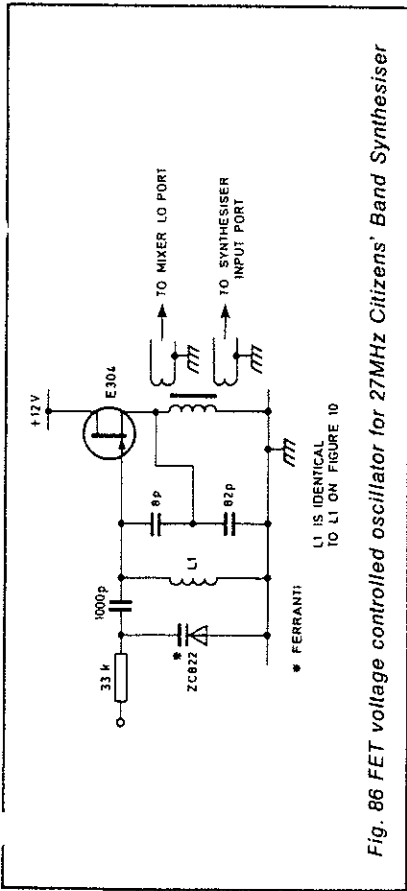 +12V
E304
TO MIXER LO PORT
TO SYNTHESISER
INPUT PORT
33 k
1000p
8p
82p
L1
*
ZC822
* FERRANTI
L1 IS IDENTICAL
TO L1 ON FIGURE 10
Fig. 86 FET voltage controlled oscillator for 27MHz Citizens' Band Synthesiser